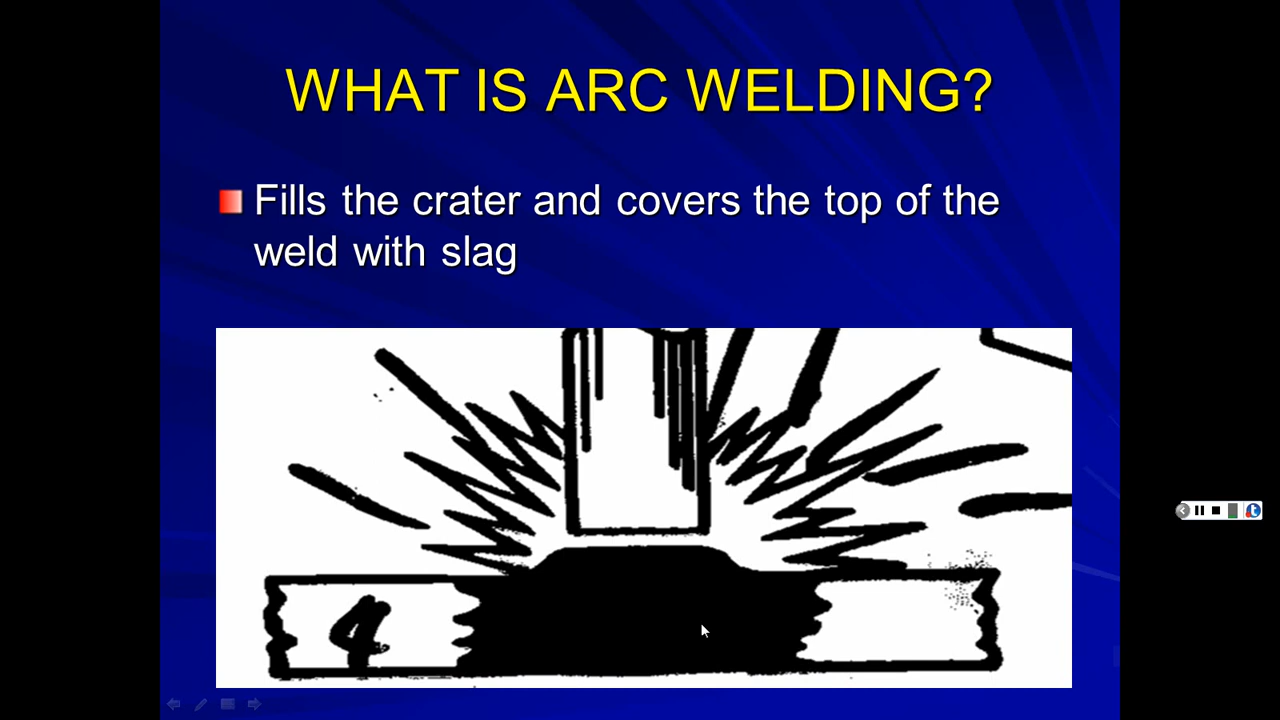 WHAT IS ARC WELDING?
Fills the crater and covers the top of the
weld with slag
4